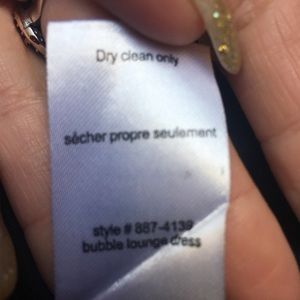 Dry clean only
sécher propre seulement
style # 887-4139
bubble lounge dress